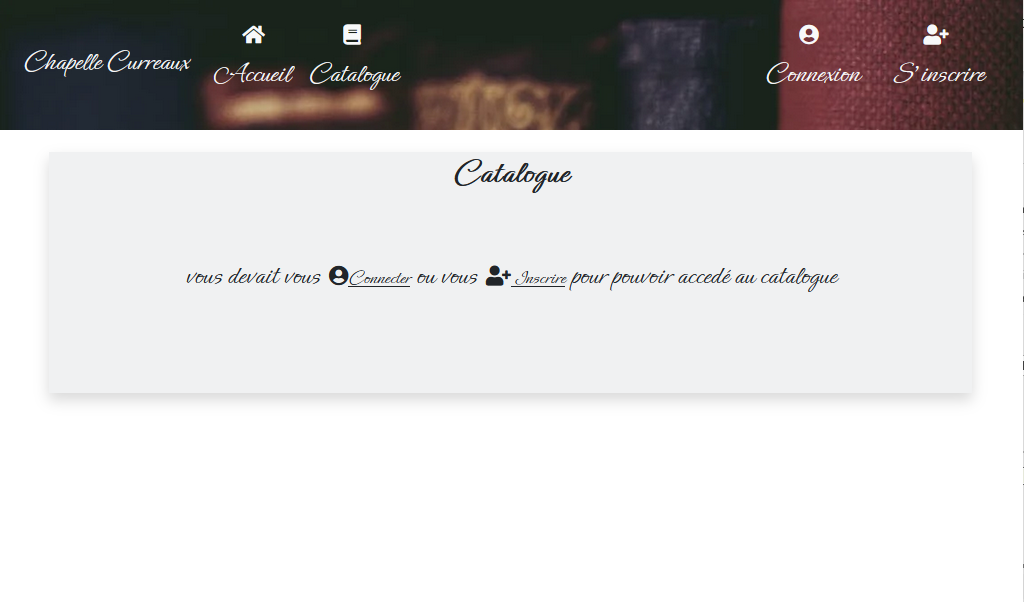 Chapelle Curreaux
Accueil
Catalogue
Connexion
S'inscrire
Catalogue
vous devait vous Connecter ou vous Inscrire pour pouvoir accedé au catalogue